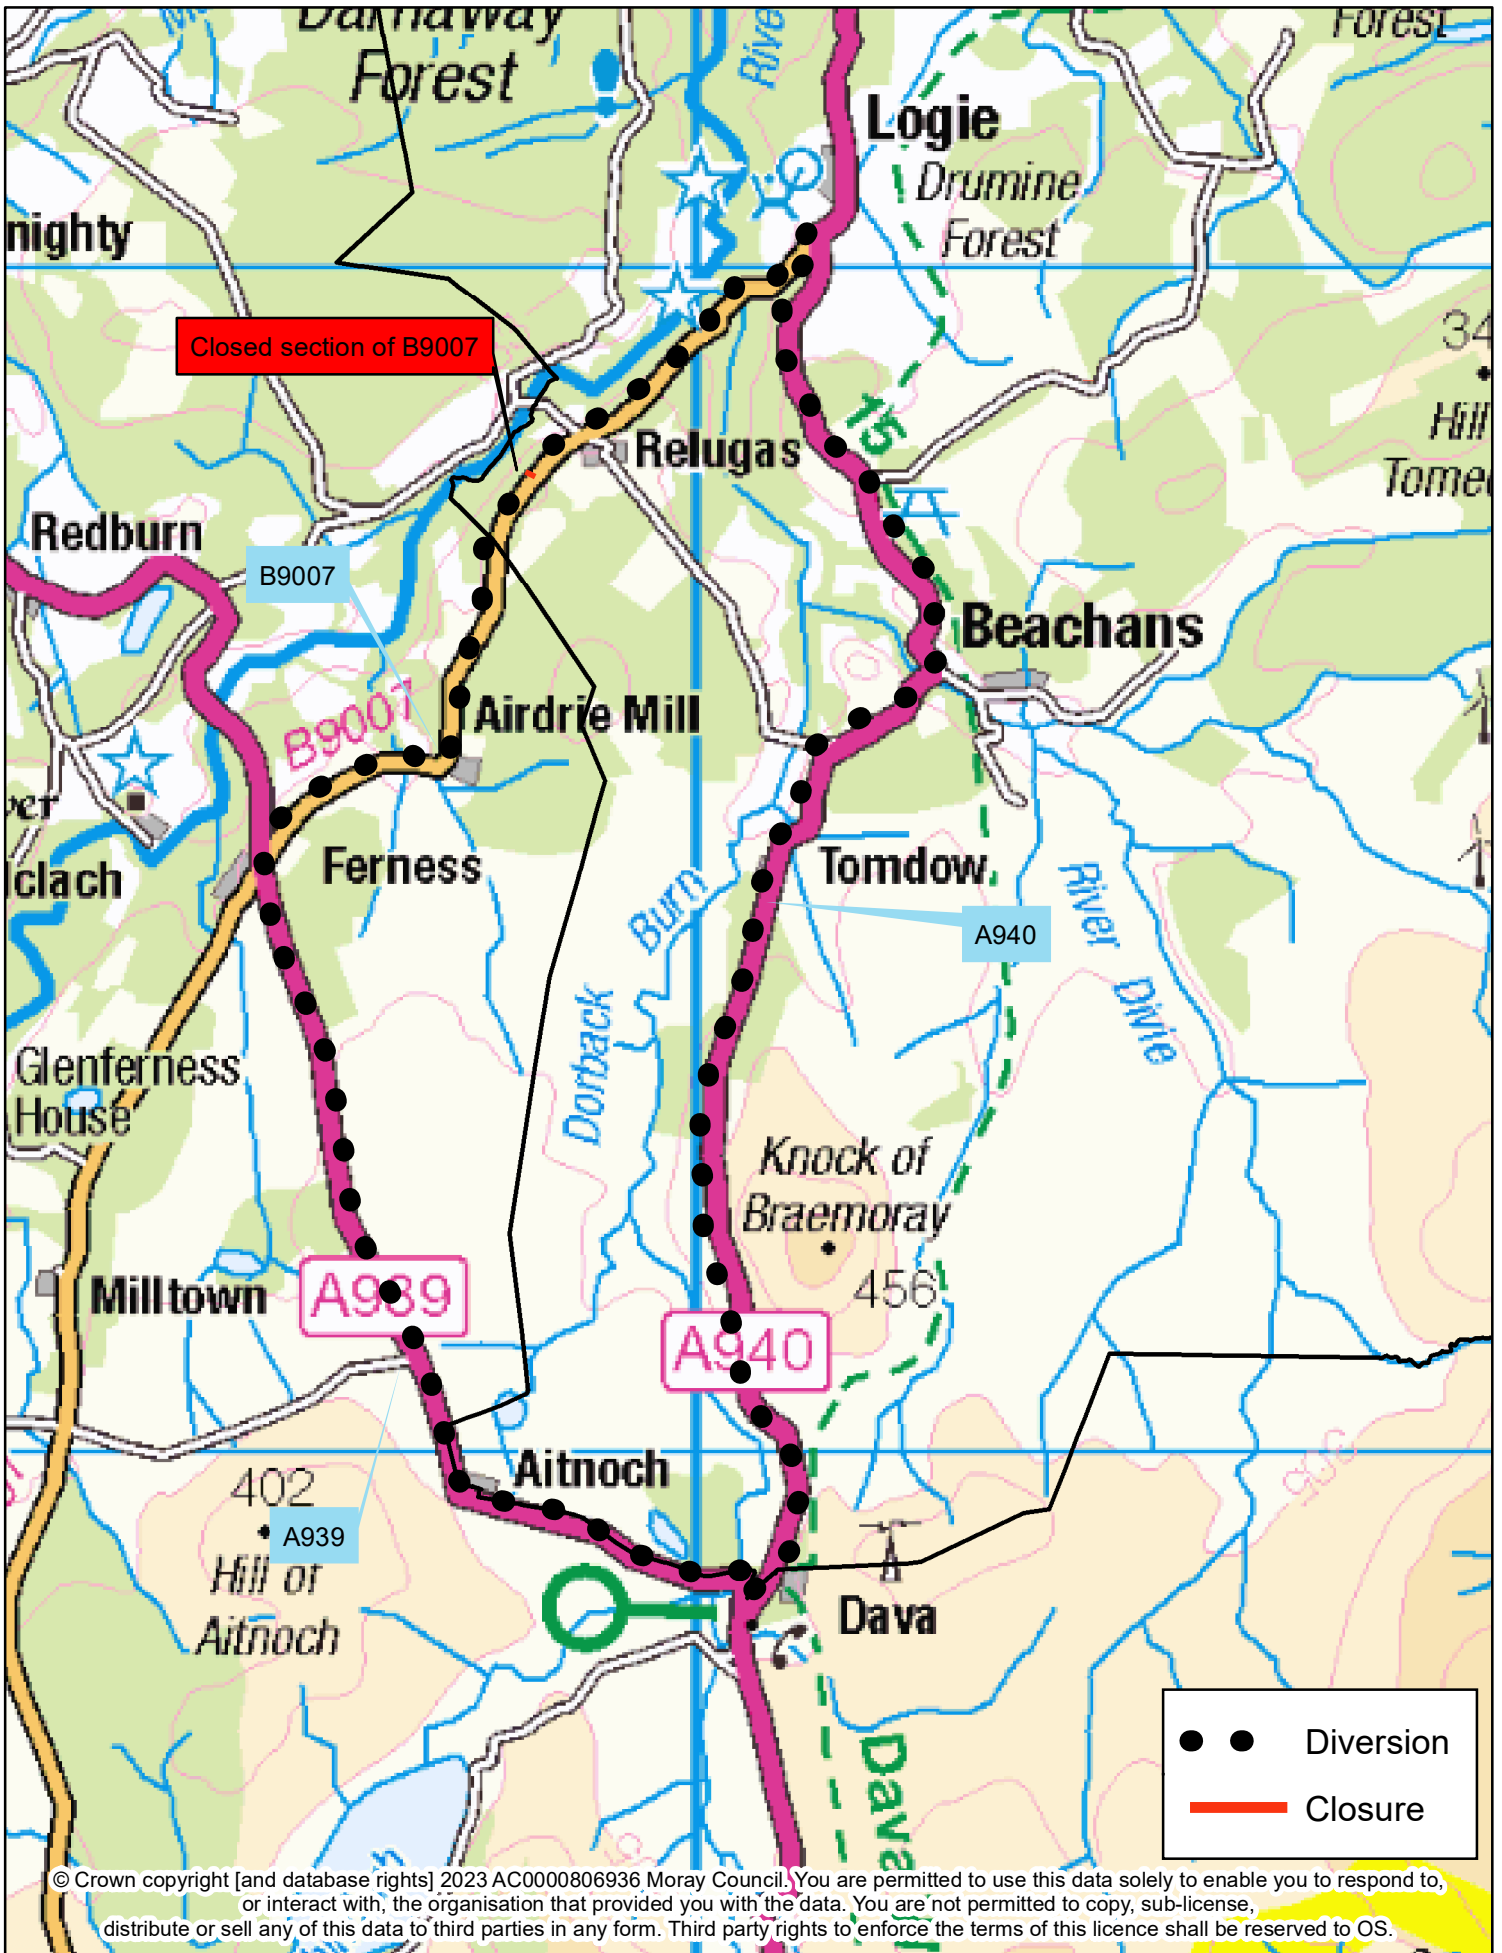 Darnaway
Forest
Forest
Rive
Logie
Drumine
Forest
nighty
34
Closed section of B9007
15
Hill
Tome
Relugas
Redburn
B9007
Beachans
B9007
Airdrie Mill
ver
Ferness
Tomdow
lclach
Burn
River
Divie
A940
Dorback
Glenferness
House
Knock of
Braemoray
456
Milltown
A939
A940
305
402
Aitnoch
A939
Hill of
Aitnoch
Dava
Diversion
Closure
Dava
© Crown copyright [and database rights] 2023 AC0000806936 Moray Council. You are permitted to use this data solely to enable you to respond to,
or interact with, the organisation that provided you with the data. You are not permitted to copy, sub-license,
distribute or sell any of this data to third parties in any form. Third party rights to enforce the terms of this licence shall be reserved to OS.